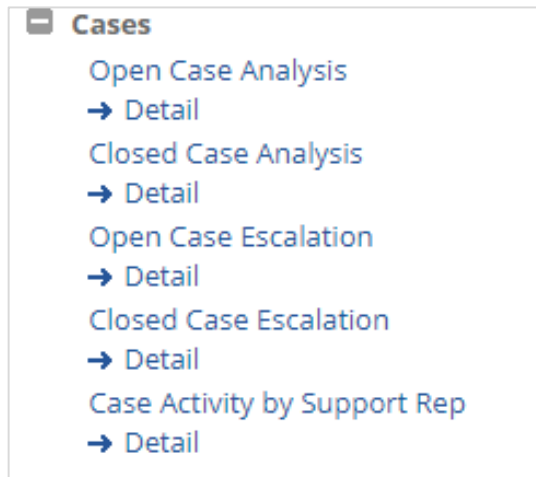 Cases
Open Case Analysis
→ Detail
Closed Case Analysis
→ Detail
Open Case Escalation
→ Detail
Closed Case Escalation
→ Detail
Case Activity by Support Rep
→ Detail